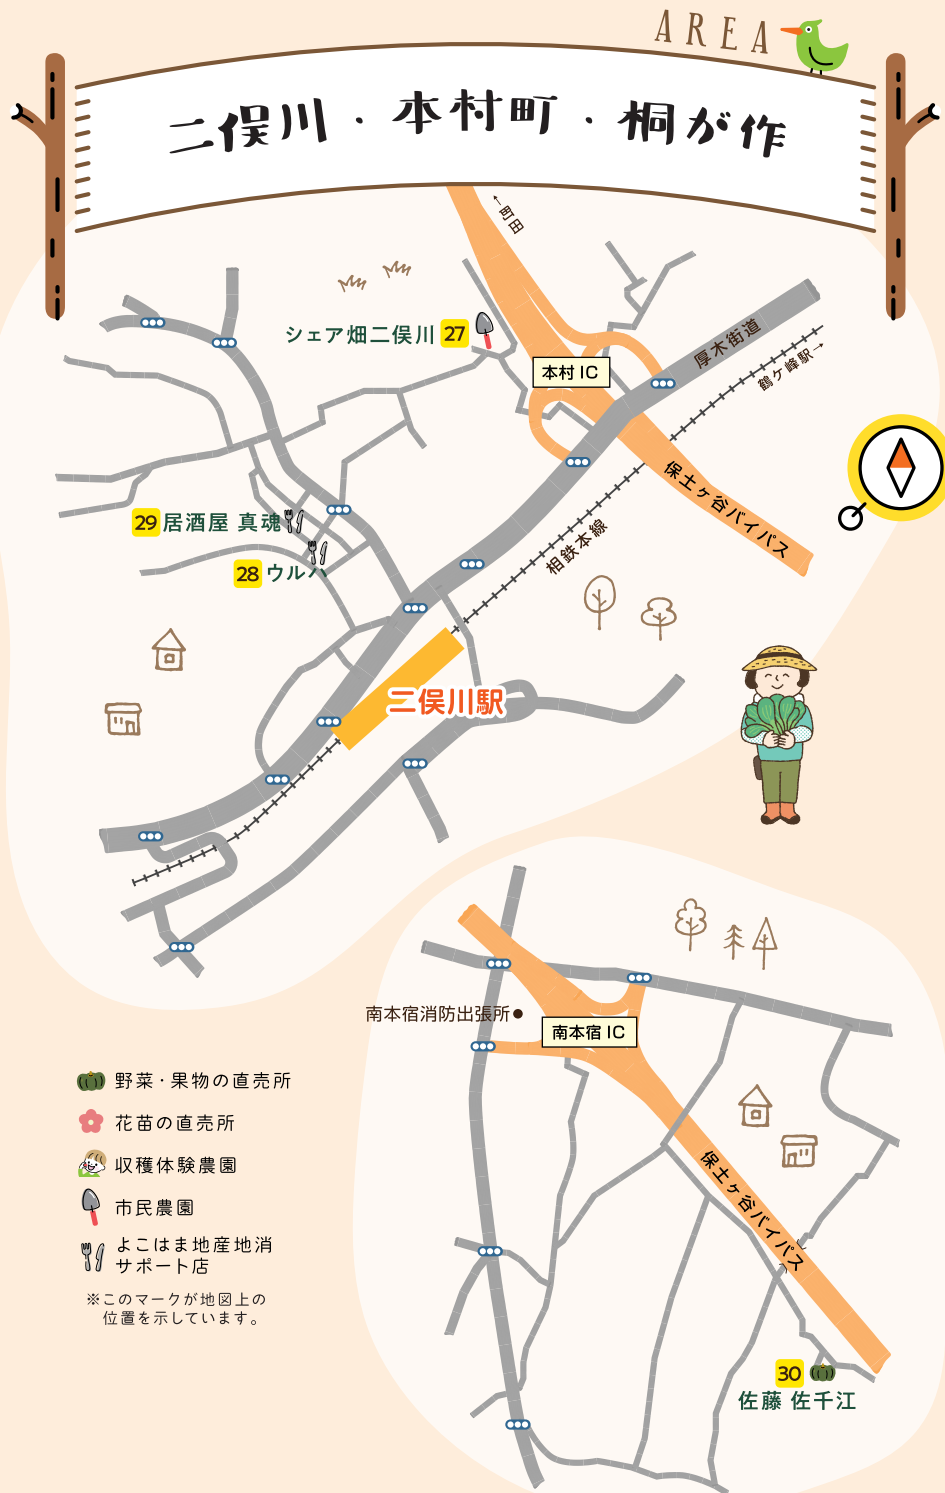 AREA
二俣川・本村町・桐が作
←町田
シェア畑二俣川 27
厚木街道
本村 IC
鶴ケ峰駅→
保土ヶ谷バイパス
29 居酒屋 真魂
相鉄本線
28 ウルハ
二俣川駅
南本宿消防出張所●
南本宿 IC
野菜・果物の直売所
花苗の直売所
収穫体験農園
市民農園
よこはま地産地消
サポート店
※このマークが地図上の
位置を示しています。
保土ヶ谷バイパス
30
佐藤 佐千江